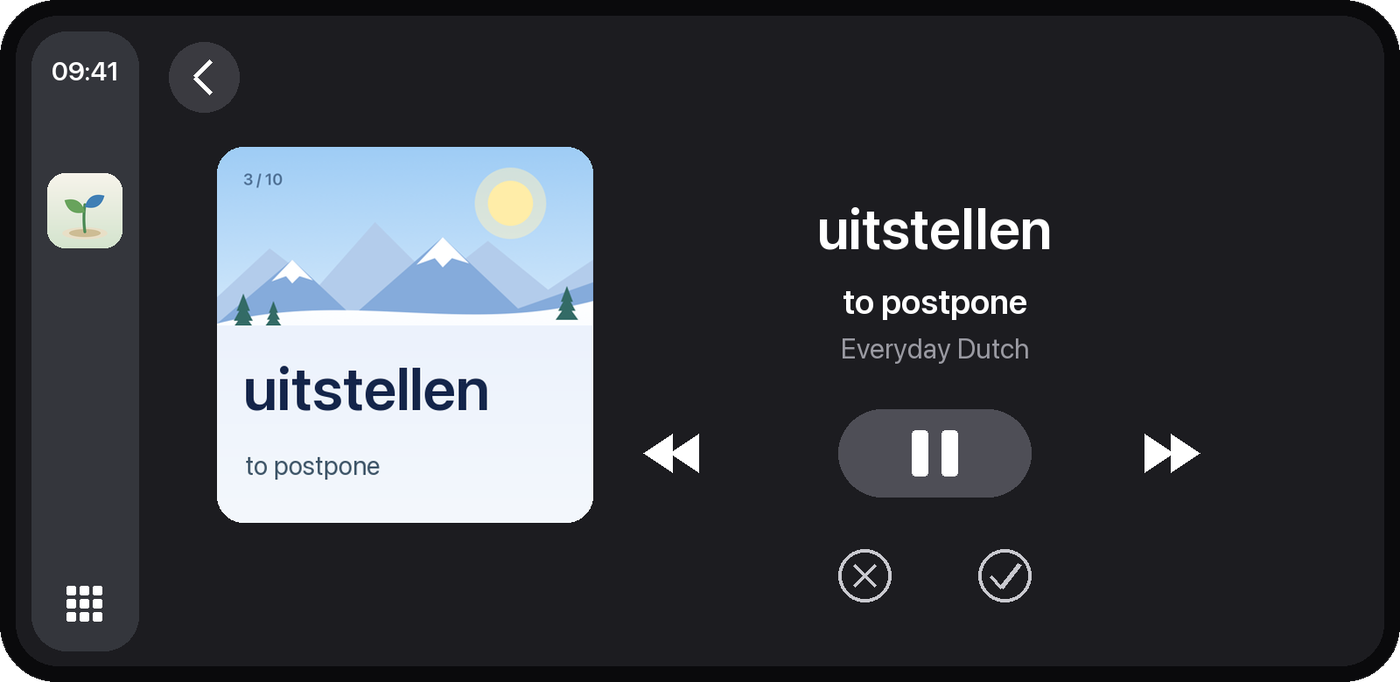 09:41
3 / 10
uitstellen
to postpone
uitstellen
to postpone
Everyday Dutch